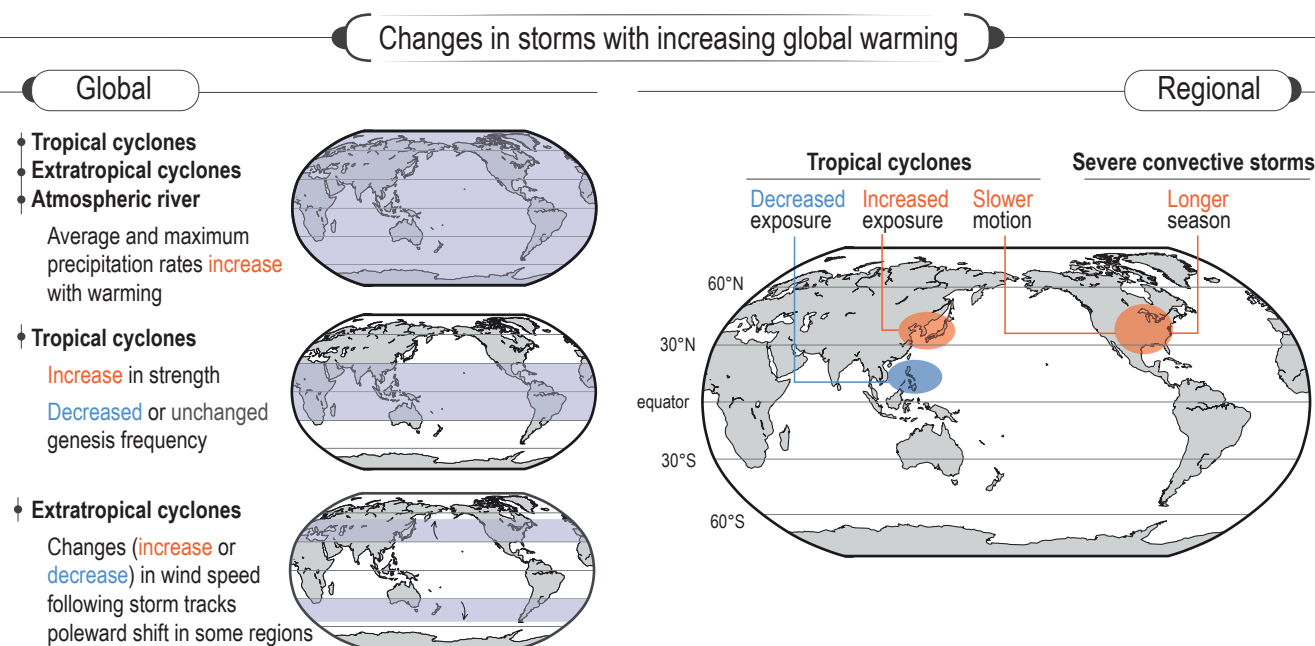 Changes in storms with increasing global warming
Global
Tropical cyclones
Extratropical cyclones
Atmospheric river
Average and maximum
precipitation rates increase
with warming
Tropical cyclones
Increase in strength
Decreased or unchanged
genesis frequency
Extratropical cyclones
Changes (increase or
decrease) in wind speed
following storm tracks
poleward shift in some regions
Regional
Tropical cyclones
Severe convective storms
Decreased
exposure
Increased
exposure
Slower
motion
Longer
season
60°N
30°N
equator
30°S
60°S